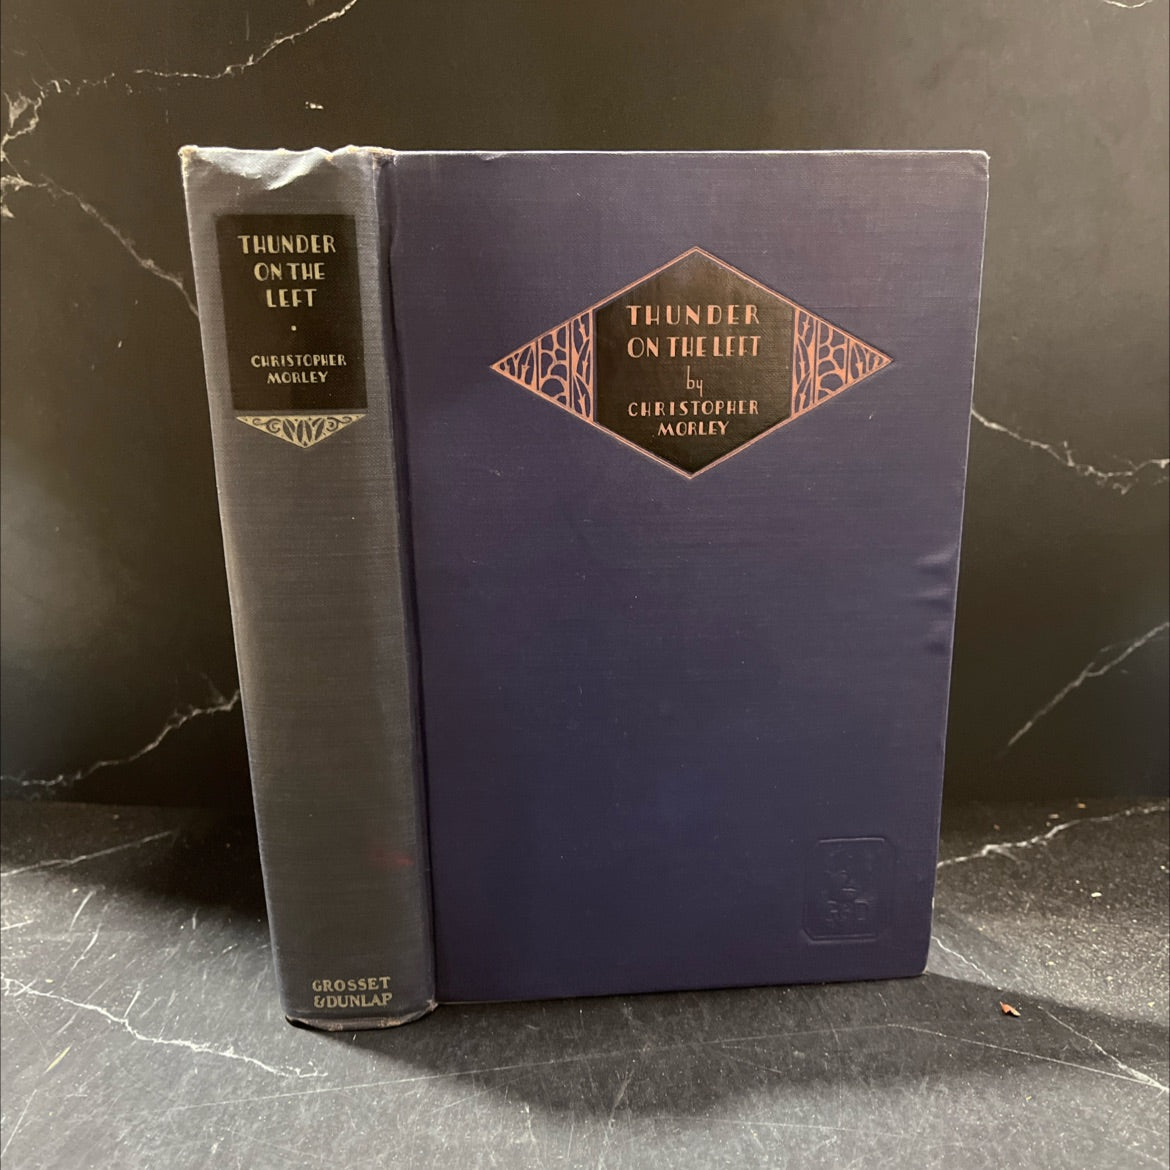 THUNDER
ON THE
LEFT
·
CHRISTOPHER
MORLEY
GROSSET
& DUNLAP
THUNDER
ON THE LEFT
by
CHRISTOPHER
MORLEY
G&D